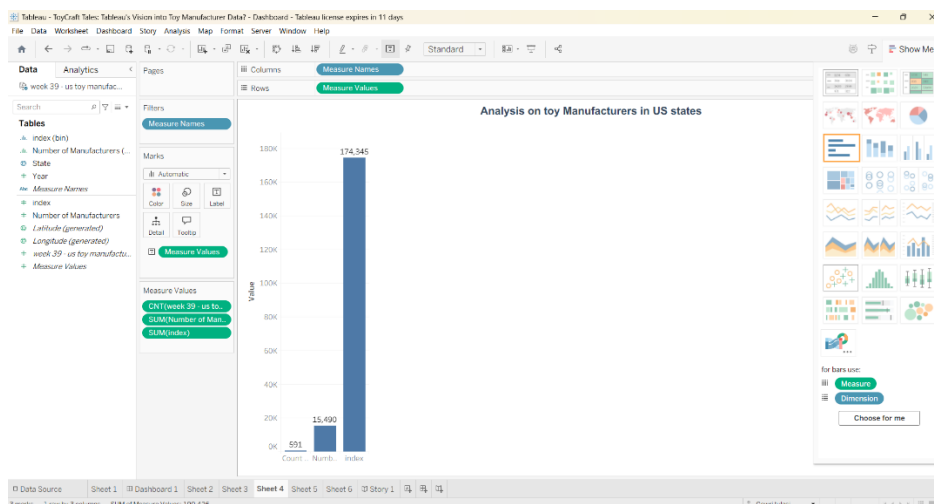 Tableau - ToyCraft Tales: Tableau's Vision into Toy Manufacturer Data? - Dashboard - Tableau license expires in 11 days
File Data Worksheet Dashboard Story Analysis Map Format Server Window Help
Standard
Show Me
Data Analytics
Pages
Columns Measure Names
week 39 - us toy manufac...
Rows Measure Values
Search
Filters
Analysis on toy Manufacturers in US states
Tables
Measure Names
index (bin)
Number of Manufacturers (...
State
Year
Measure Names
index
Number of Manufacturers
Latitude (generated)
Longitude (generated)
week 39 - us toy manufactu...
Measure Values
Marks
Automatic
Color Size Label
Detail Tooltip
Measure Values
Measure Values
CNT(week 39 - us to..
SUM(Number of Man..
SUM(index)
Value
180K
160K
140K
120K
100K
80K
60K
40K
20K
0K
174,345
15,490
591
Count .. Numb.. index
for bars use:
Measure
Dimension
Choose for me
Data Source Sheet 1 Dashboard 1 Sheet 2 Sheet 3 Sheet 4 Sheet 5 Sheet 6 Story 1